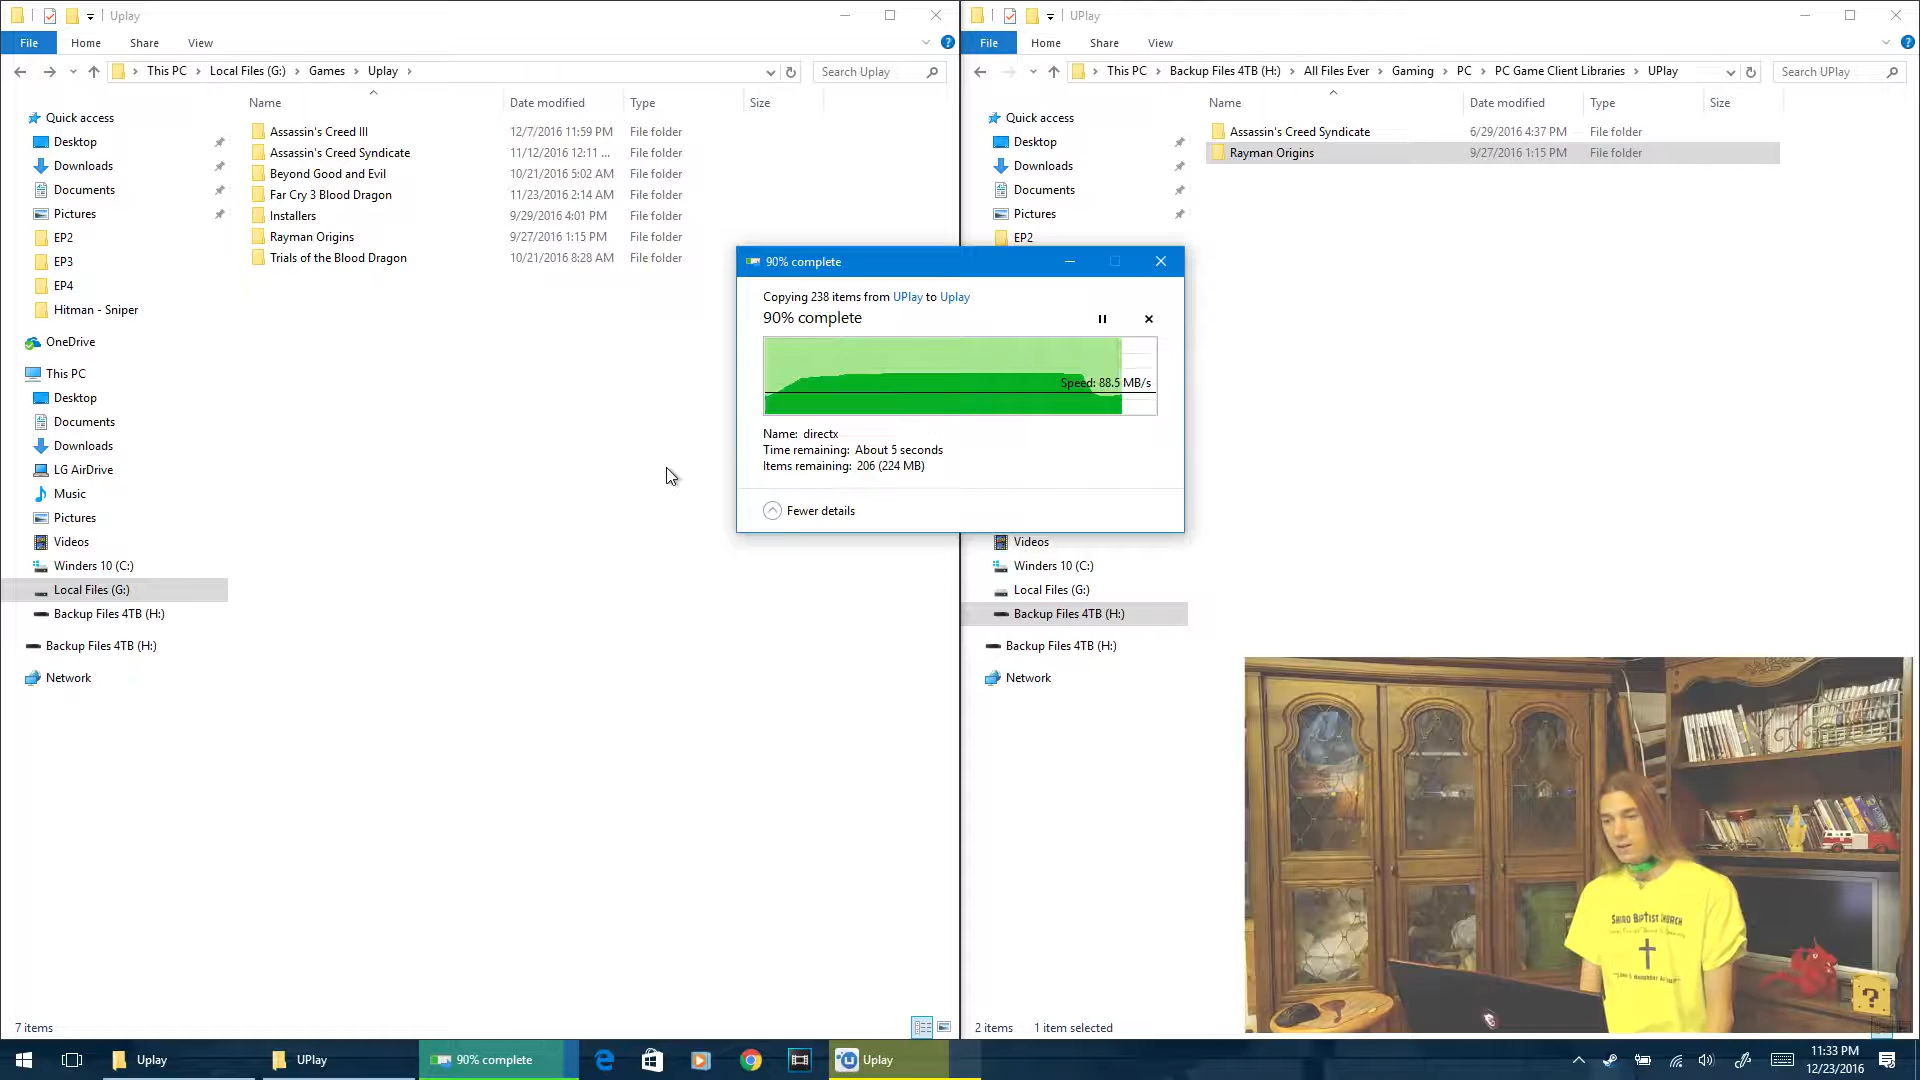 Uplay
File Home Share View
This PC Local Files (G:) Games Uplay
Search Uplay
Name Date modified Type Size
Assassin's Creed III 12/7/2016 11:59 PM File folder
Assassin's Creed Syndicate 11/12/2016 12:11 ... File folder
Beyond Good and Evil 10/21/2016 5:02 AM File folder
Far Cry 3 Blood Dragon 11/23/2016 2:14 AM File folder
Installers 9/29/2016 4:01 PM File folder
Rayman Origins 9/27/2016 1:15 PM File folder
Trials of the Blood Dragon 10/21/2016 8:28 AM File folder
Quick access
Desktop
Downloads
Documents
Pictures
EP2
EP3
EP4
Hitman - Sniper
OneDrive
This PC
Desktop
Documents
Downloads
LG AirDrive
Music
Pictures
Videos
Winders 10 (C:)
Local Files (G:)
Backup Files 4TB (H:)
Backup Files 4TB (H:)
Network
7 items
UPlay
File Home Share View
This PC Backup Files 4TB (H:) All Files Ever Gaming PC PC Game Client Libraries UPlay
Search UPlay
Name Date modified Type Size
Assassin's Creed Syndicate 6/29/2016 4:37 PM File folder
Rayman Origins 9/27/2016 1:15 PM File folder
Quick access
Desktop
Downloads
Documents
Pictures
EP2
Videos
Winders 10 (C:)
Local Files (G:)
Backup Files 4TB (H:)
Backup Files 4TB (H:)
Network
2 items 1 item selected
90% complete
Copying 238 items from UPlay to Uplay
90% complete
Speed: 88.5 MB/s
Name: directx
Time remaining: About 5 seconds
Items remaining: 206 (224 MB)
Fewer details
SHILO BAPTIST CHURCH
?
Uplay
UPlay
90% complete
Uplay
11:33 PM
12/23/2016